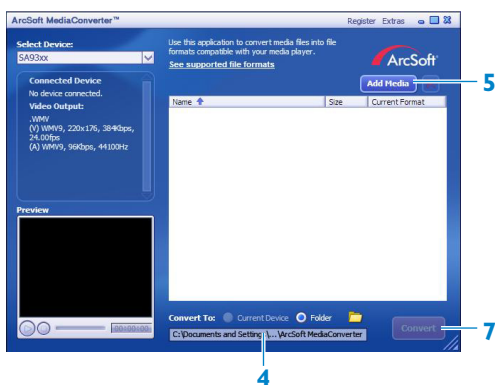 ArcSoft MediaConverter™
Register Extras
Select Device:
SA93xx
Use this application to convert media files into file
formats compatible with your media player.
See supported file formats
ArcSoft®
Connected Device
No device connected.
Video Output:
.WMV
(V) WMV9, 220x176, 384Kbps,
24.00fps
(A) WMV9, 96Kbps, 44100Hz
Add Media
5
Name Size Current Format
Preview
00:00:00
Convert To: Current Device Folder
C:\Documents and Setting \,... \ArcSoft MediaConverter
Convert
7
4